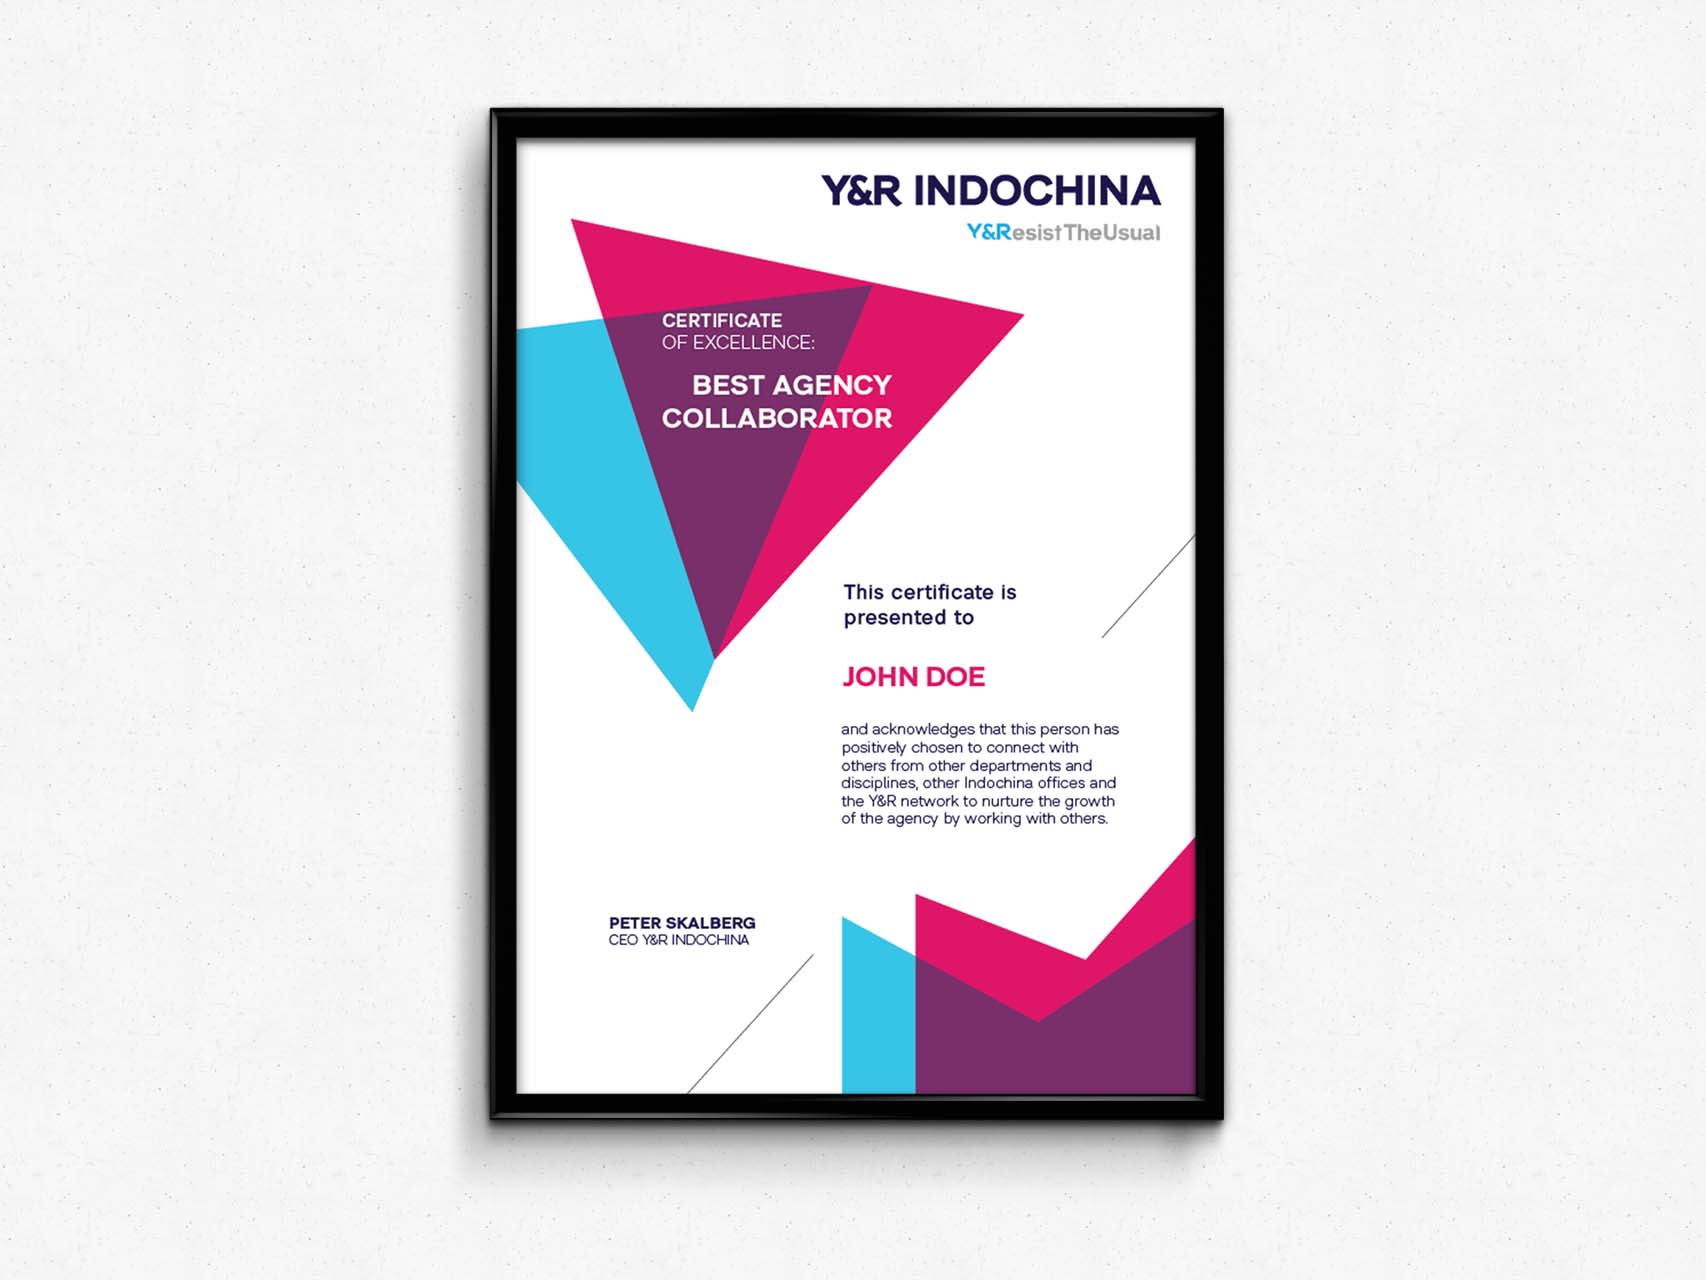 Y&R INDOCHINA
Y&ResistTheUsual
CERTIFICATE
OF EXCELLENCE:
BEST AGENCY
COLLABORATOR
This certificate is
presented to
JOHN DOE
and acknowledges that this person has
positively chosen to connect with
others from other departments and
disciplines, other Indochina offices and
the Y&R network to nurture the growth
of the agency by working with others.
PETER SKALBERG
CEO Y&R INDOCHINA